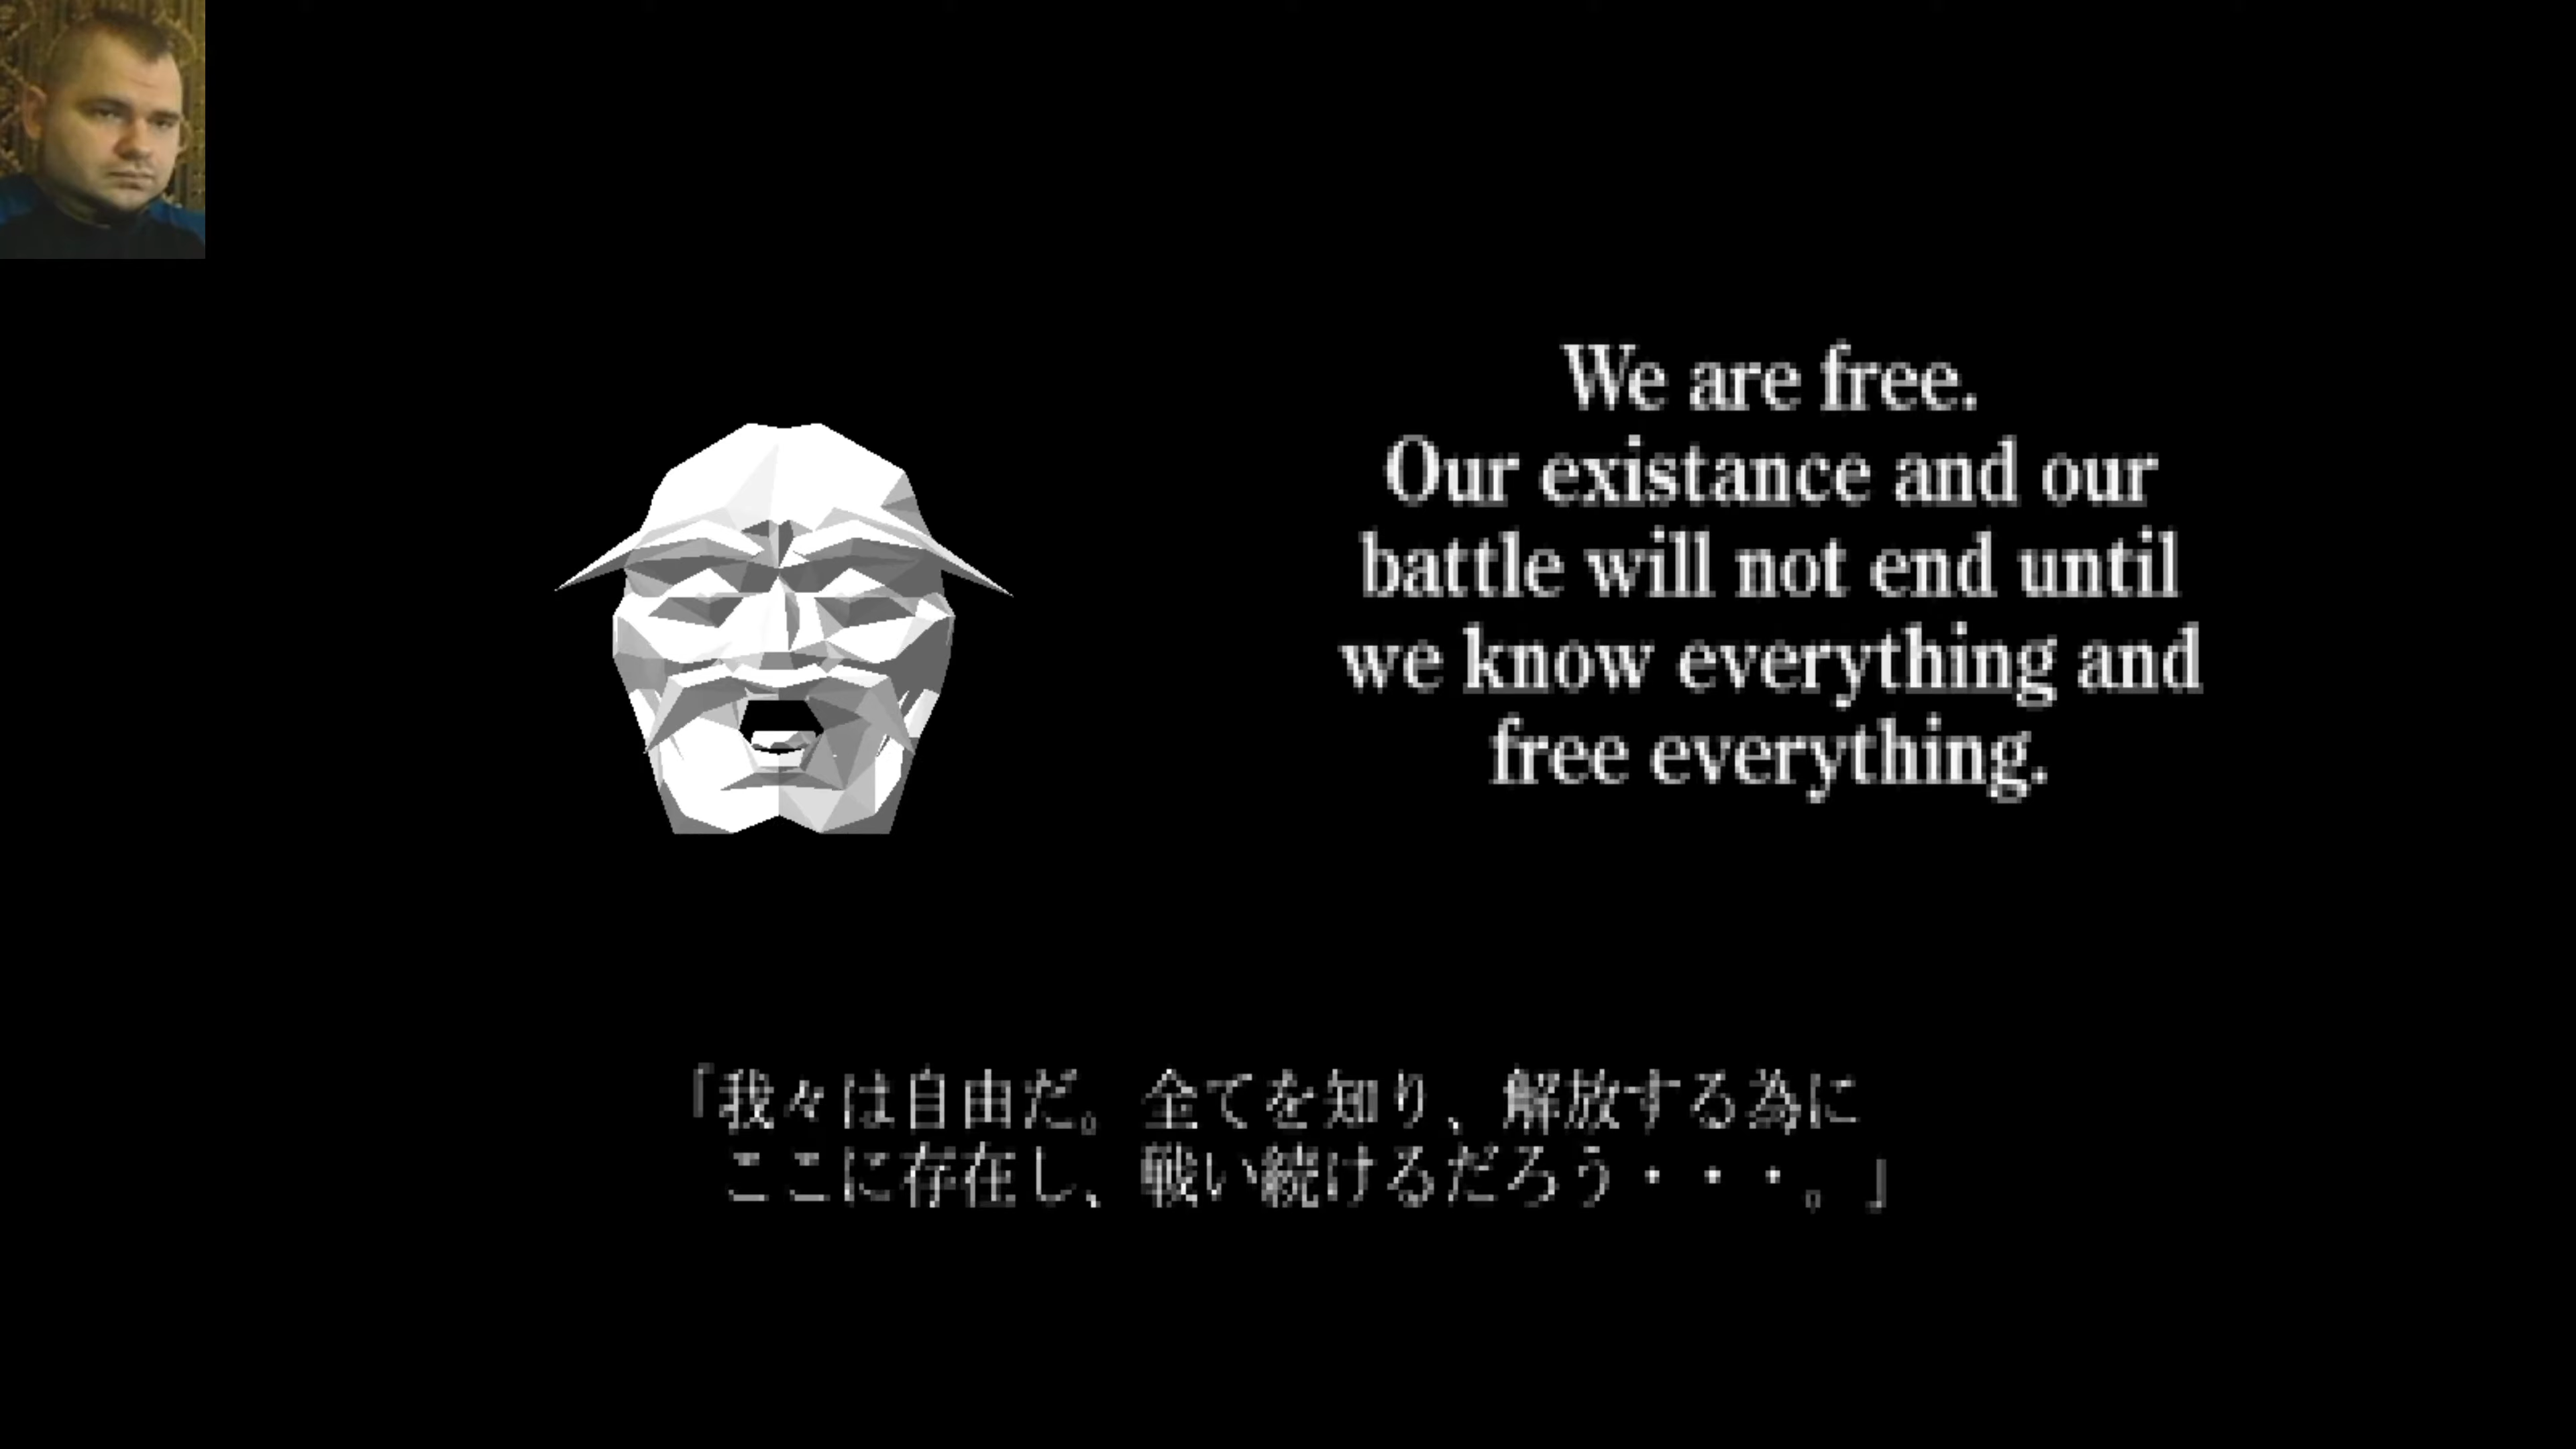 We are free.
Our existance and our
battle will not end until
we know everything and
free everything.
「我々は自由だ。全てを知り、解放する為に
ここに存在し、戦い続けるだろう・・・。」